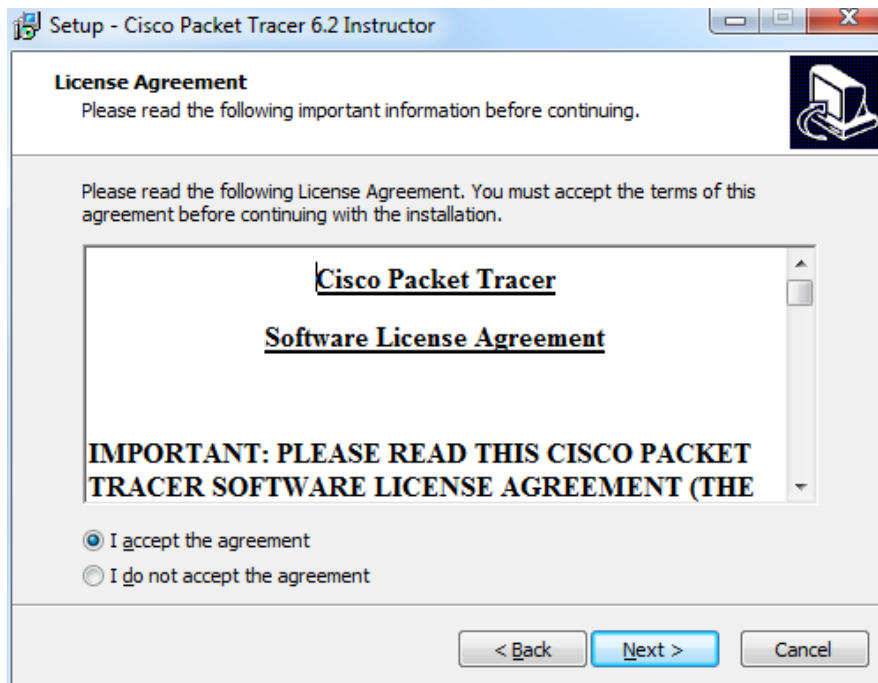 Setup - Cisco Packet Tracer 6.2 Instructor
License Agreement
Please read the following important information before continuing.
Please read the following License Agreement. You must accept the terms of this
agreement before continuing with the installation.
Cisco Packet Tracer
Software License Agreement
IMPORTANT: PLEASE READ THIS CISCO PACKET
TRACER SOFTWARE LICENSE AGREEMENT (THE
I accept the agreement
I do not accept the agreement
< Back Next > Cancel